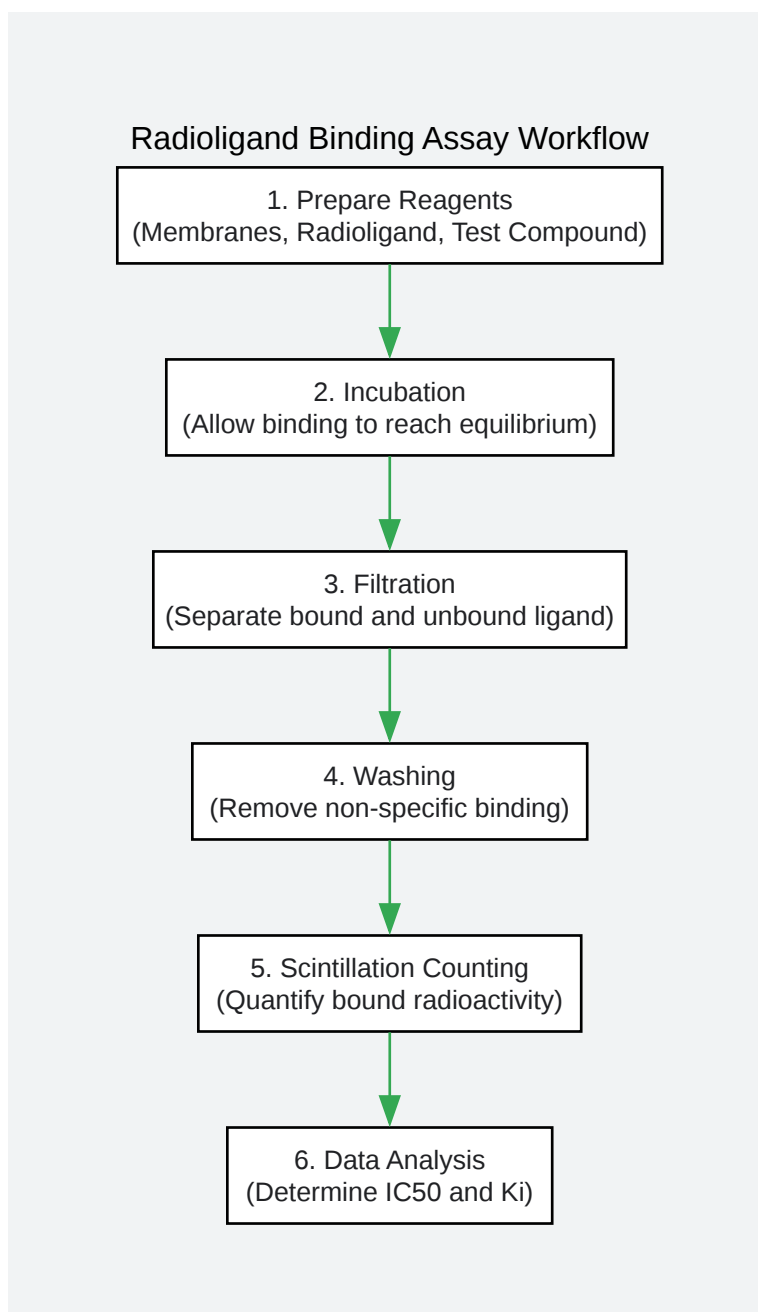 Radioligand Binding Assay Workflow
1. Prepare Reagents
(Membranes, Radioligand, Test Compound)
2. Incubation
(Allow binding to reach equilibrium)
3. Filtration
(Separate bound and unbound ligand)
4. Washing
(Remove non-specific binding)
5. Scintillation Counting
(Quantify bound radioactivity)
6. Data Analysis
(Determine IC50 and Ki)